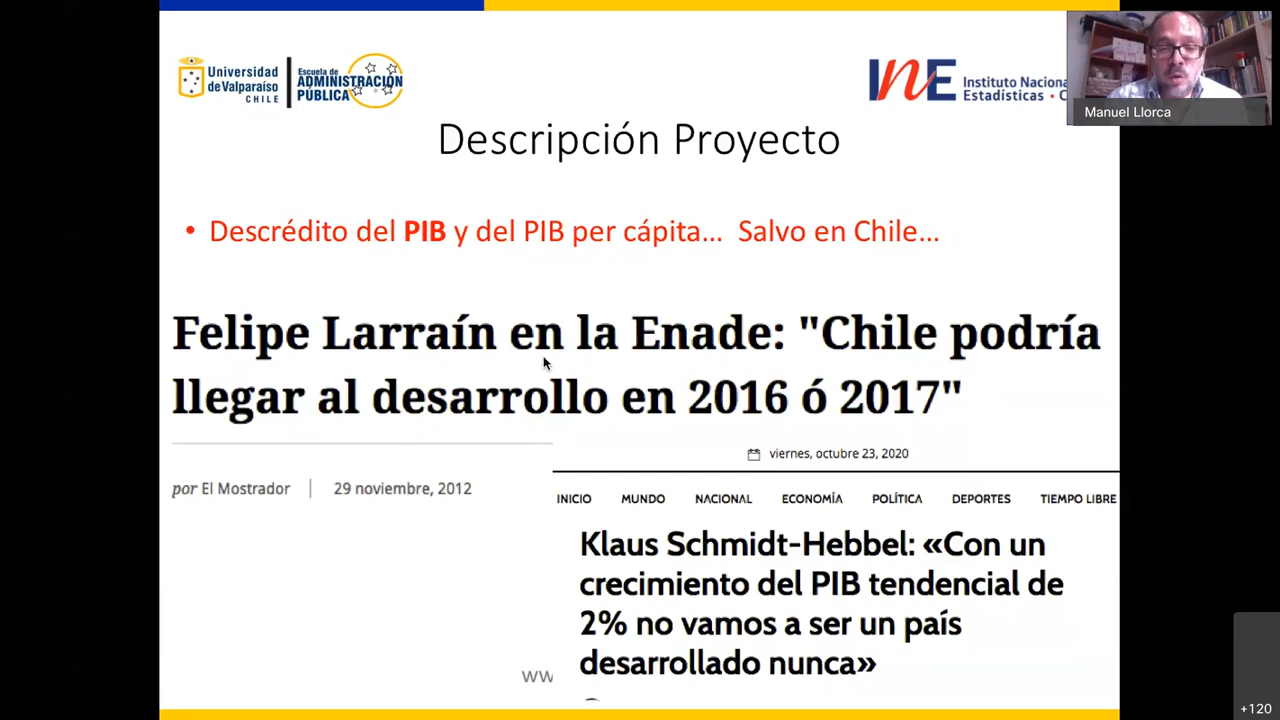 Universidad
de Valparaíso
CHILE
Escuela de
ADMINISTRACIÓN
PÚBLICA
INE
Instituto Naciona
Estadísticas •
Manuel Llorca
Descripción Proyecto
• Descrédito del PIB y del PIB per cápita… Salvo en Chile…
Felipe Larraín en la Enade: "Chile podría
llegar al desarrollo en 2016 ó 2017"
viernes, octubre 23, 2020
por El Mostrador | 29 noviembre, 2012
INICIO MUNDO NACIONAL ECONOMÍA POLÍTICA DEPORTES TIEMPO LIBRE
Klaus Schmidt-Hebbel: «Con un
crecimiento del PIB tendencial de
2% no vamos a ser un país
desarrollado nunca»
ww
+120